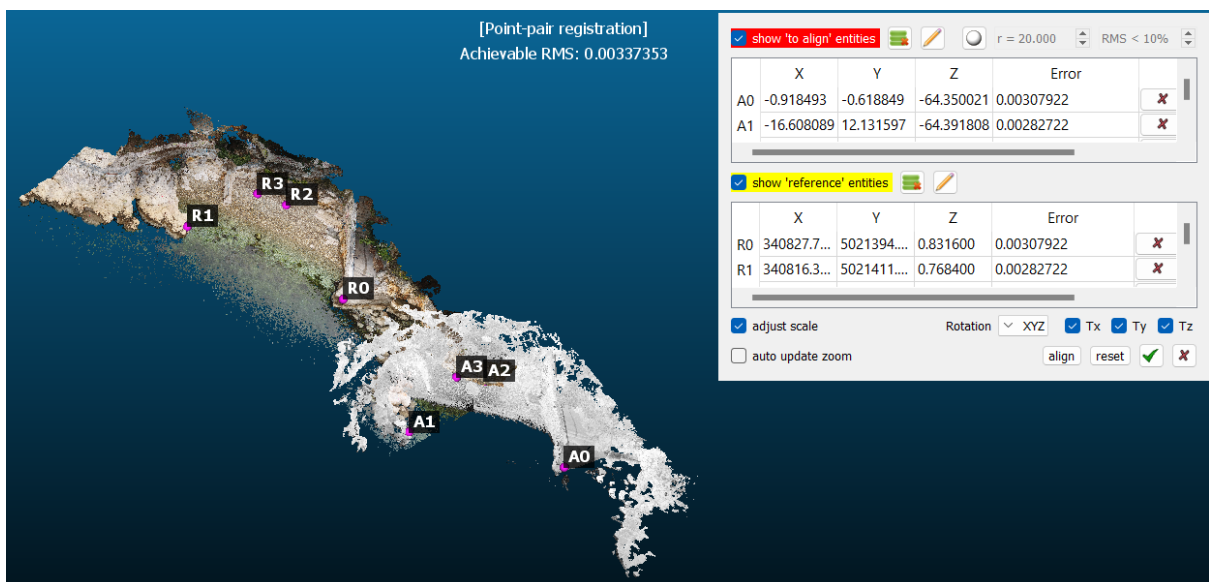 [Point-pair registration]
Achievable RMS: 0.00337353
show 'to align' entities r = 20.000 RMS < 10%
X Y Z Error
A0 -0.918493 -0.618849 -64.350021 0.00307922
A1 -16.608089 12.131597 -64.391808 0.00282722
show 'reference' entities
X Y Z Error
R0 340827.7... 5021394.... 0.831600 0.00307922
R1 340816.3... 5021411.... 0.768400 0.00282722
adjust scale Rotation XYZ Tx Ty Tz
auto update zoom align reset
R3
R2
R1
R0
A3 A2
A1
A0